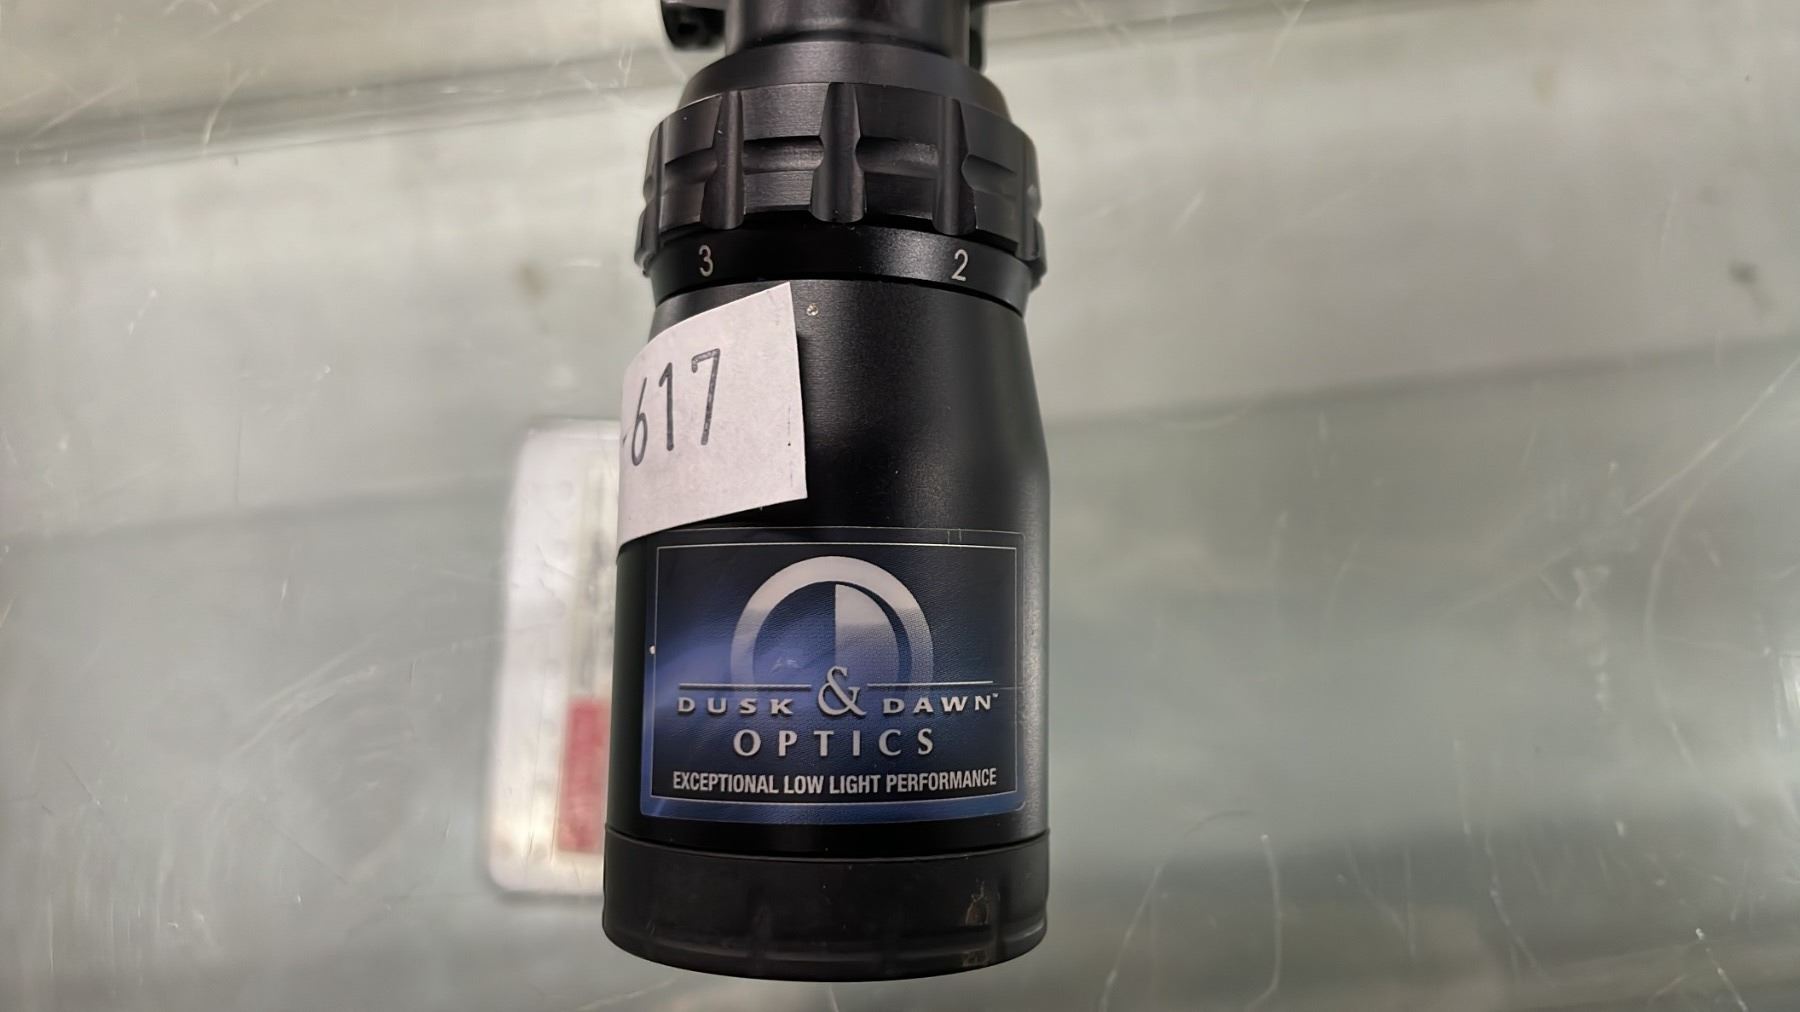 3 2
-617
DUSK & DAWN™
OPTICS
EXCEPTIONAL LOW LIGHT PERFORMANCE